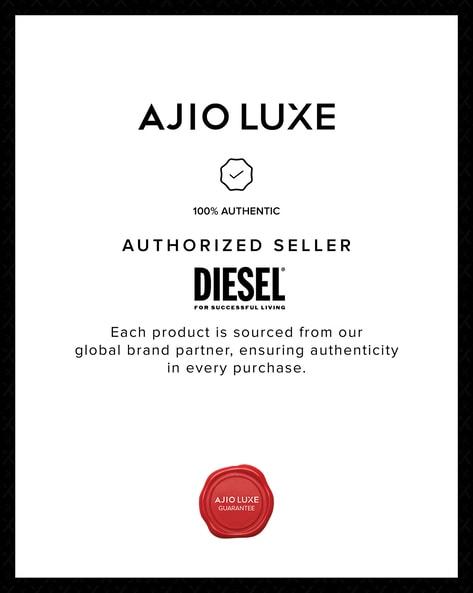 AJIO LUXE
100% AUTHENTIC
AUTHORIZED SELLER
DIESEL®
FOR SUCCESSFUL LIVING
Each product is sourced from our
global brand partner, ensuring authenticity
in every purchase.
AJIO LUXE
GUARANTEE